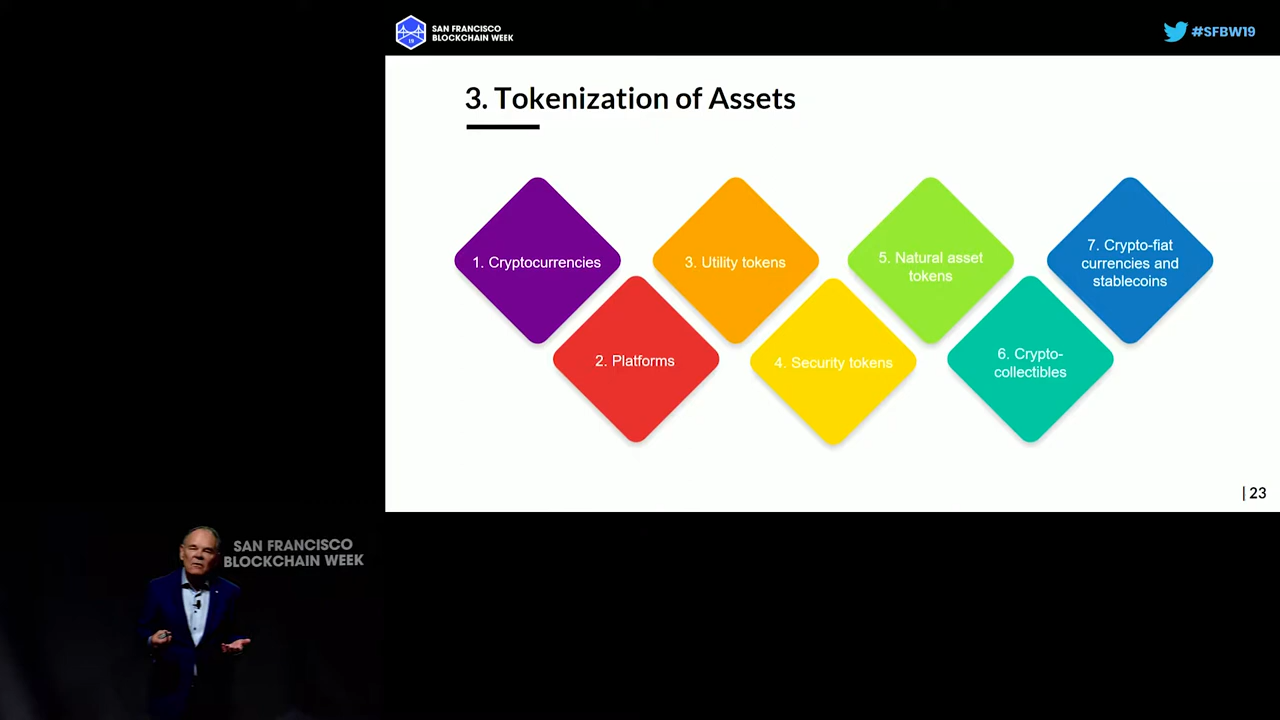 SAN FRANCISCO
BLOCKCHAIN WEEK
19
#SFBW19
3. Tokenization of Assets
1. Cryptocurrencies
2. Platforms
3. Utility tokens
4. Security tokens
5. Natural asset
tokens
6. Crypto-
collectibles
7. Crypto-fiat
currencies and
stablecoins
| 23
SAN FRANCISCO
BLOCKCHAIN WEEK